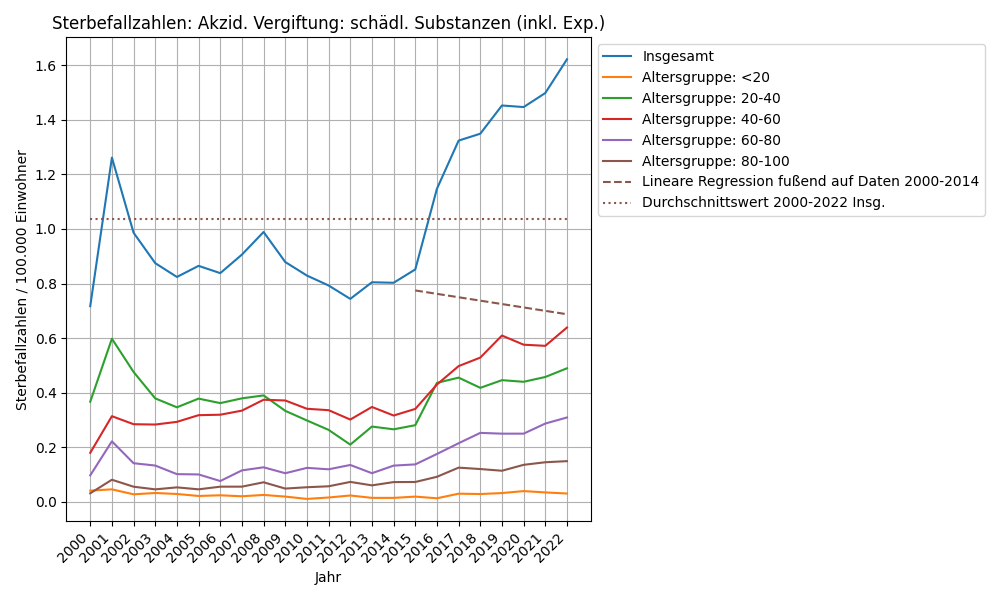 Sterbefallzahlen: Akzid. Vergiftung: schädl. Substanzen (inkl. Exp.)
Sterbefallzahlen / 100.000 Einwohner
1.6
1.4
1.2
1.0
0.8
0.6
0.4
0.2
0.0
2000
2001
2002
2003
2004
2005
2006
2007
2008
2009
2010
2011
2012
2013
2014
2015
2016
2017
2018
2019
2020
2021
2022
Jahr
Insgesamt
Altersgruppe: <20
Altersgruppe: 20-40
Altersgruppe: 40-60
Altersgruppe: 60-80
Altersgruppe: 80-100
Lineare Regression fußend auf Daten 2000-2014
Durchschnittswert 2000-2022 Insg.